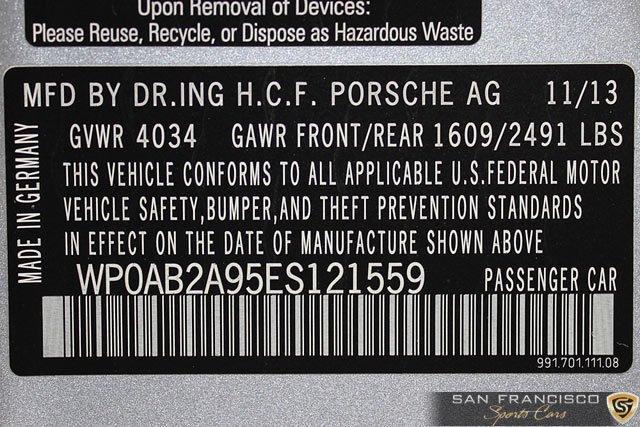 Upon Removal of Devices:
Please Reuse, Recycle, or Dispose as Hazardous Waste
MFD BY DR.ING H.C.F. PORSCHE AG 11/13
GVWR 4034 GAWR FRONT/REAR 1609/2491 LBS
THIS VEHICLE CONFORMS TO ALL APPLICABLE U.S.FEDERAL MOTOR
VEHICLE SAFETY,BUMPER,AND THEFT PREVENTION STANDARDS
IN EFFECT ON THE DATE OF MANUFACTURE SHOWN ABOVE
MADE IN GERMANY
WP0AB2A95ES121559 PASSENGER CAR
991.701.111.08
SAN FRANCISCO
Sports Cars